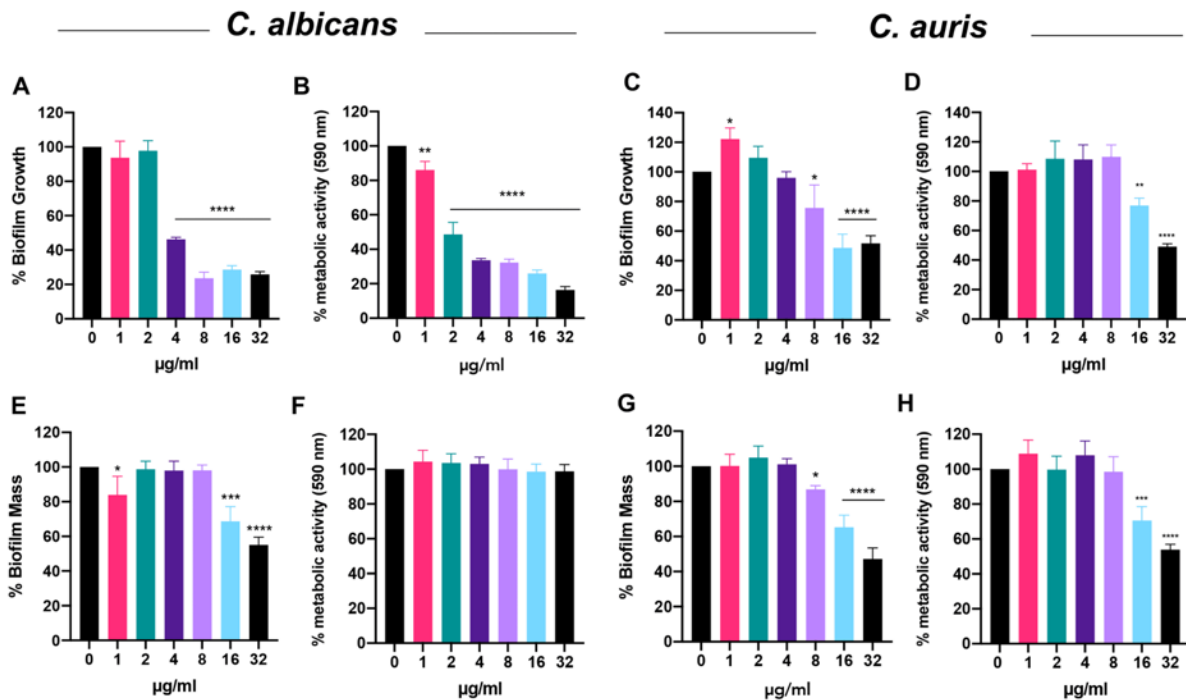 C. albicans
C. auris
A
% Biofilm Growth
120
100
80
60
40
20
0
****
0 1 2 4 8 16 32
µg/ml
B
% metabolic activity (590 nm)
120
100
80
60
40
20
0
**
****
0 1 2 4 8 16 32
µg/ml
C
% Biofilm Growth
140
120
100
80
60
40
20
0
*
*
****
0 1 2 4 8 16 32
µg/ml
D
% metabolic activity (590 nm)
140
120
100
80
60
40
20
0
**
****
0 1 2 4 8 16 32
µg/ml
E
% Biofilm Mass
120
100
80
60
40
20
0
*
***
****
0 1 2 4 8 16 32
µg/ml
F
% metabolic activity (590 nm)
120
100
80
60
40
20
0
0 1 2 4 8 16 32
µg/ml
G
% Biofilm Mass
120
100
80
60
40
20
0
*
****
0 1 2 4 8 16 32
µg/ml
H
% metabolic activity (590 nm)
120
100
80
60
40
20
0
***
****
0 1 2 4 8 16 32
µg/ml